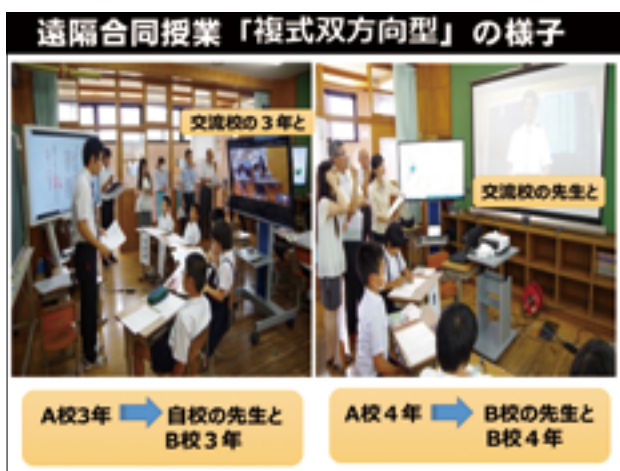 遠隔合同授業「複式双方向型」の様子
交流校の3年と
交流校の先生と
A校3年 ➡ 自校の先生と
B校3年
A校4年 ➡ B校の先生と
B校4年